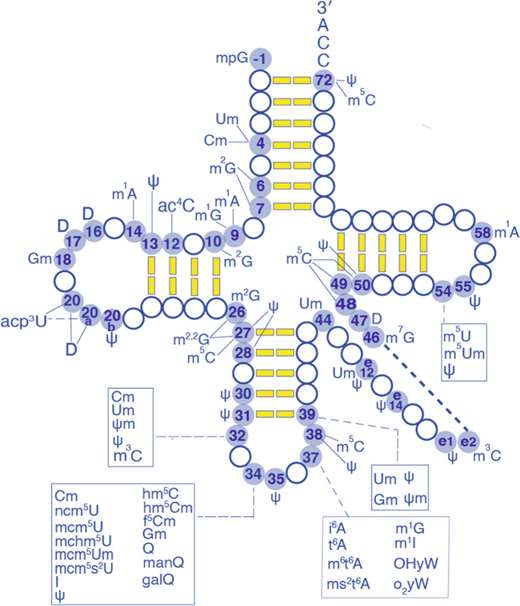 3′
A
C
C
mpG -1
72 ψ
m⁵C
Um
Cm 4
m²G
6
7
ac⁴C
m¹G
m¹A
9
10
m²G
ψ
m¹A
14
13
12
D
D
16
17
Gm 18
20
acp³U
20a
20b
D
ψ
58 m¹A
ψ
m⁵C
49
50
54
55
ψ
48
m⁵U
m⁵Um
ψ
47 D
46 m⁷G
Um
44
m²G
26
m²,²G
27
ψ
m⁵C
28
Um
e12
ψ
e14
e1
e2
ψ
m³C
ψ 30
ψ 31
32
39
38 m⁵C
ψ
37
34
35
ψ
Cm
Um
ψm
ψ
m³C
Um ψ
Gm ψm
Cm hm⁵C
ncm⁵U hm⁵Cm
mcm⁵U f⁵Cm
mchm⁵U Gm
mcm⁵Um Q
mcm⁵s²U manQ
I galQ
ψ
i⁶A m¹G
t⁶A m¹I
m⁶t⁶A OHyW
ms²t⁶A o₂yW